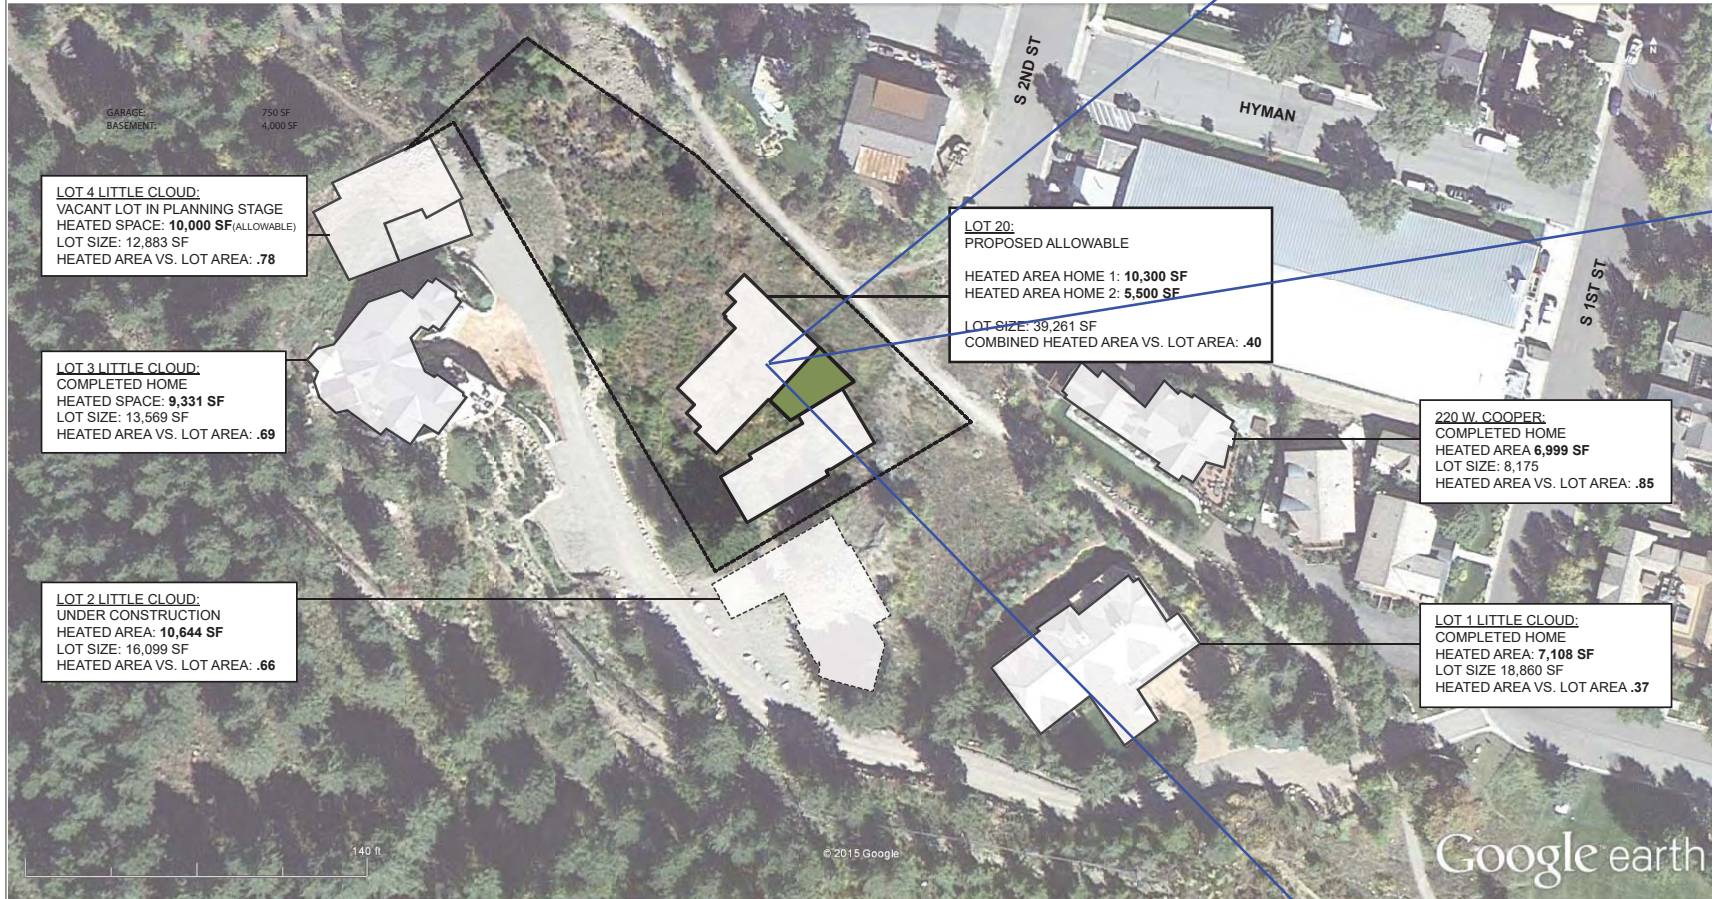 S 2ND ST
HYMAN
N
S 1ST ST
GARAGE: 750 SF
BASEMENT: 4,000 SF
LOT 4 LITTLE CLOUD:
VACANT LOT IN PLANNING STAGE
HEATED SPACE: 10,000 SF(ALLOWABLE)
LOT SIZE: 12,883 SF
HEATED AREA VS. LOT AREA: .78
LOT 20:
PROPOSED ALLOWABLE
HEATED AREA HOME 1: 10,300 SF
HEATED AREA HOME 2: 5,500 SF
LOT SIZE: 39,261 SF
COMBINED HEATED AREA VS. LOT AREA: .40
LOT 3 LITTLE CLOUD:
COMPLETED HOME
HEATED SPACE: 9,331 SF
LOT SIZE: 13,569 SF
HEATED AREA VS. LOT AREA: .69
220 W. COOPER:
COMPLETED HOME
HEATED AREA 6,999 SF
LOT SIZE: 8,175
HEATED AREA VS. LOT AREA: .85
LOT 2 LITTLE CLOUD:
UNDER CONSTRUCTION
HEATED AREA: 10,644 SF
LOT SIZE: 16,099 SF
HEATED AREA VS. LOT AREA: .66
LOT 1 LITTLE CLOUD:
COMPLETED HOME
HEATED AREA: 7,108 SF
LOT SIZE 18,860 SF
HEATED AREA VS. LOT AREA .37
140 ft
© 2015 Google
Google earth